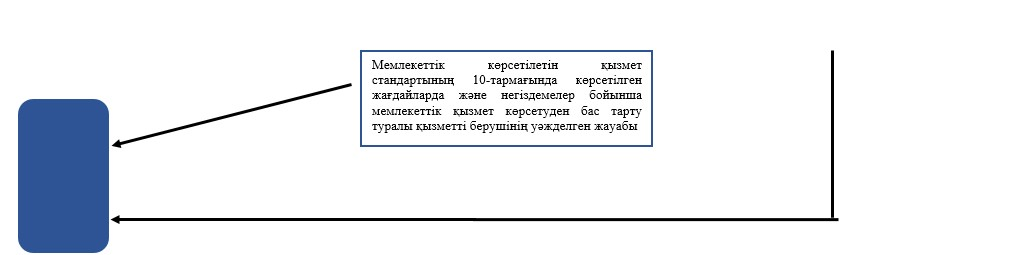 Мемлекеттік көрсетілетін қызмет
стандартының 10-тармағында көрсетілген
жағдайларда және негіздемелер бойынша
мемлекеттік қызмет көрсетуден бас тарту
туралы қызметті берушінің уәжделген жауабы